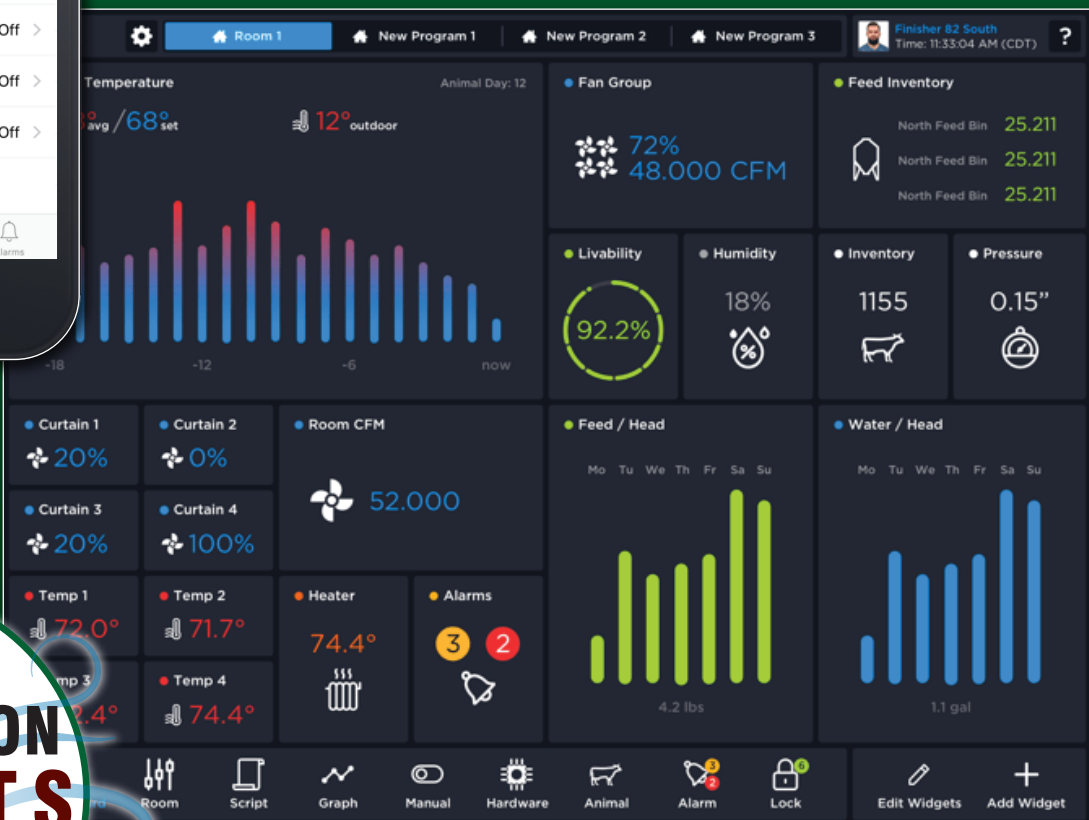 Off
Off
Off
Room 1
New Program 1
New Program 2
New Program 3
Finisher 82 South
Time: 11:33:04 AM (CDT)
?
Temperature
Animal Day: 12
°avg /68°set
12°outdoor
-18
-12
-6
now
Fan Group
72%
48.000 CFM
Feed Inventory
North Feed Bin 25.211
North Feed Bin 25.211
North Feed Bin 25.211
Livability
92.2%
Humidity
18%
%
Inventory
1155
Pressure
0.15”
Curtain 1
20%
Curtain 2
0%
Curtain 3
20%
Curtain 4
100%
Room CFM
52.000
Feed / Head
Mo Tu We Th Fr Sa Su
4.2 lbs
Water / Head
Mo Tu We Th Fr Sa Su
1.1 gal
Temp 1
72.0°
Temp 2
71.7°
mp 3
.4°
Temp 4
74.4°
Heater
74.4°
Alarms
3 2
larms
ON
T S
Room
Script
Graph
Manual
Hardware
Animal
3
2
Alarm
6
Lock
Edit Widgets
Add Widget